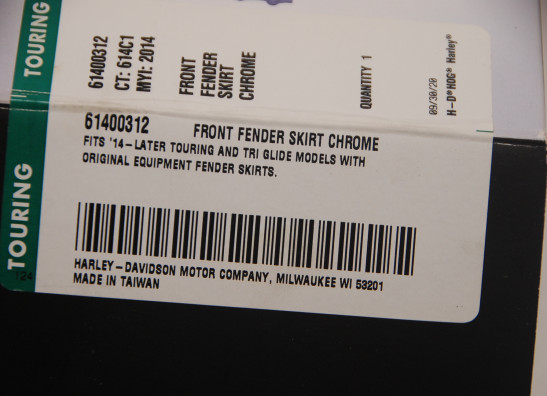 TOURING
61400312
CT: 614C1
MYI: 2014
FRONT
FENDER
SKIRT
CHROME
QUANTITY 1
09/30/20
H-D®HOG® Harley®
TOURING
124
61400312 FRONT FENDER SKIRT CHROME
FITS '14-LATER TOURING AND TRI GLIDE MODELS WITH
ORIGINAL EQUIPMENT FENDER SKIRTS.
HARLEY-DAVIDSON MOTOR COMPANY, MILWAUKEE WI 53201
MADE IN TAIWAN